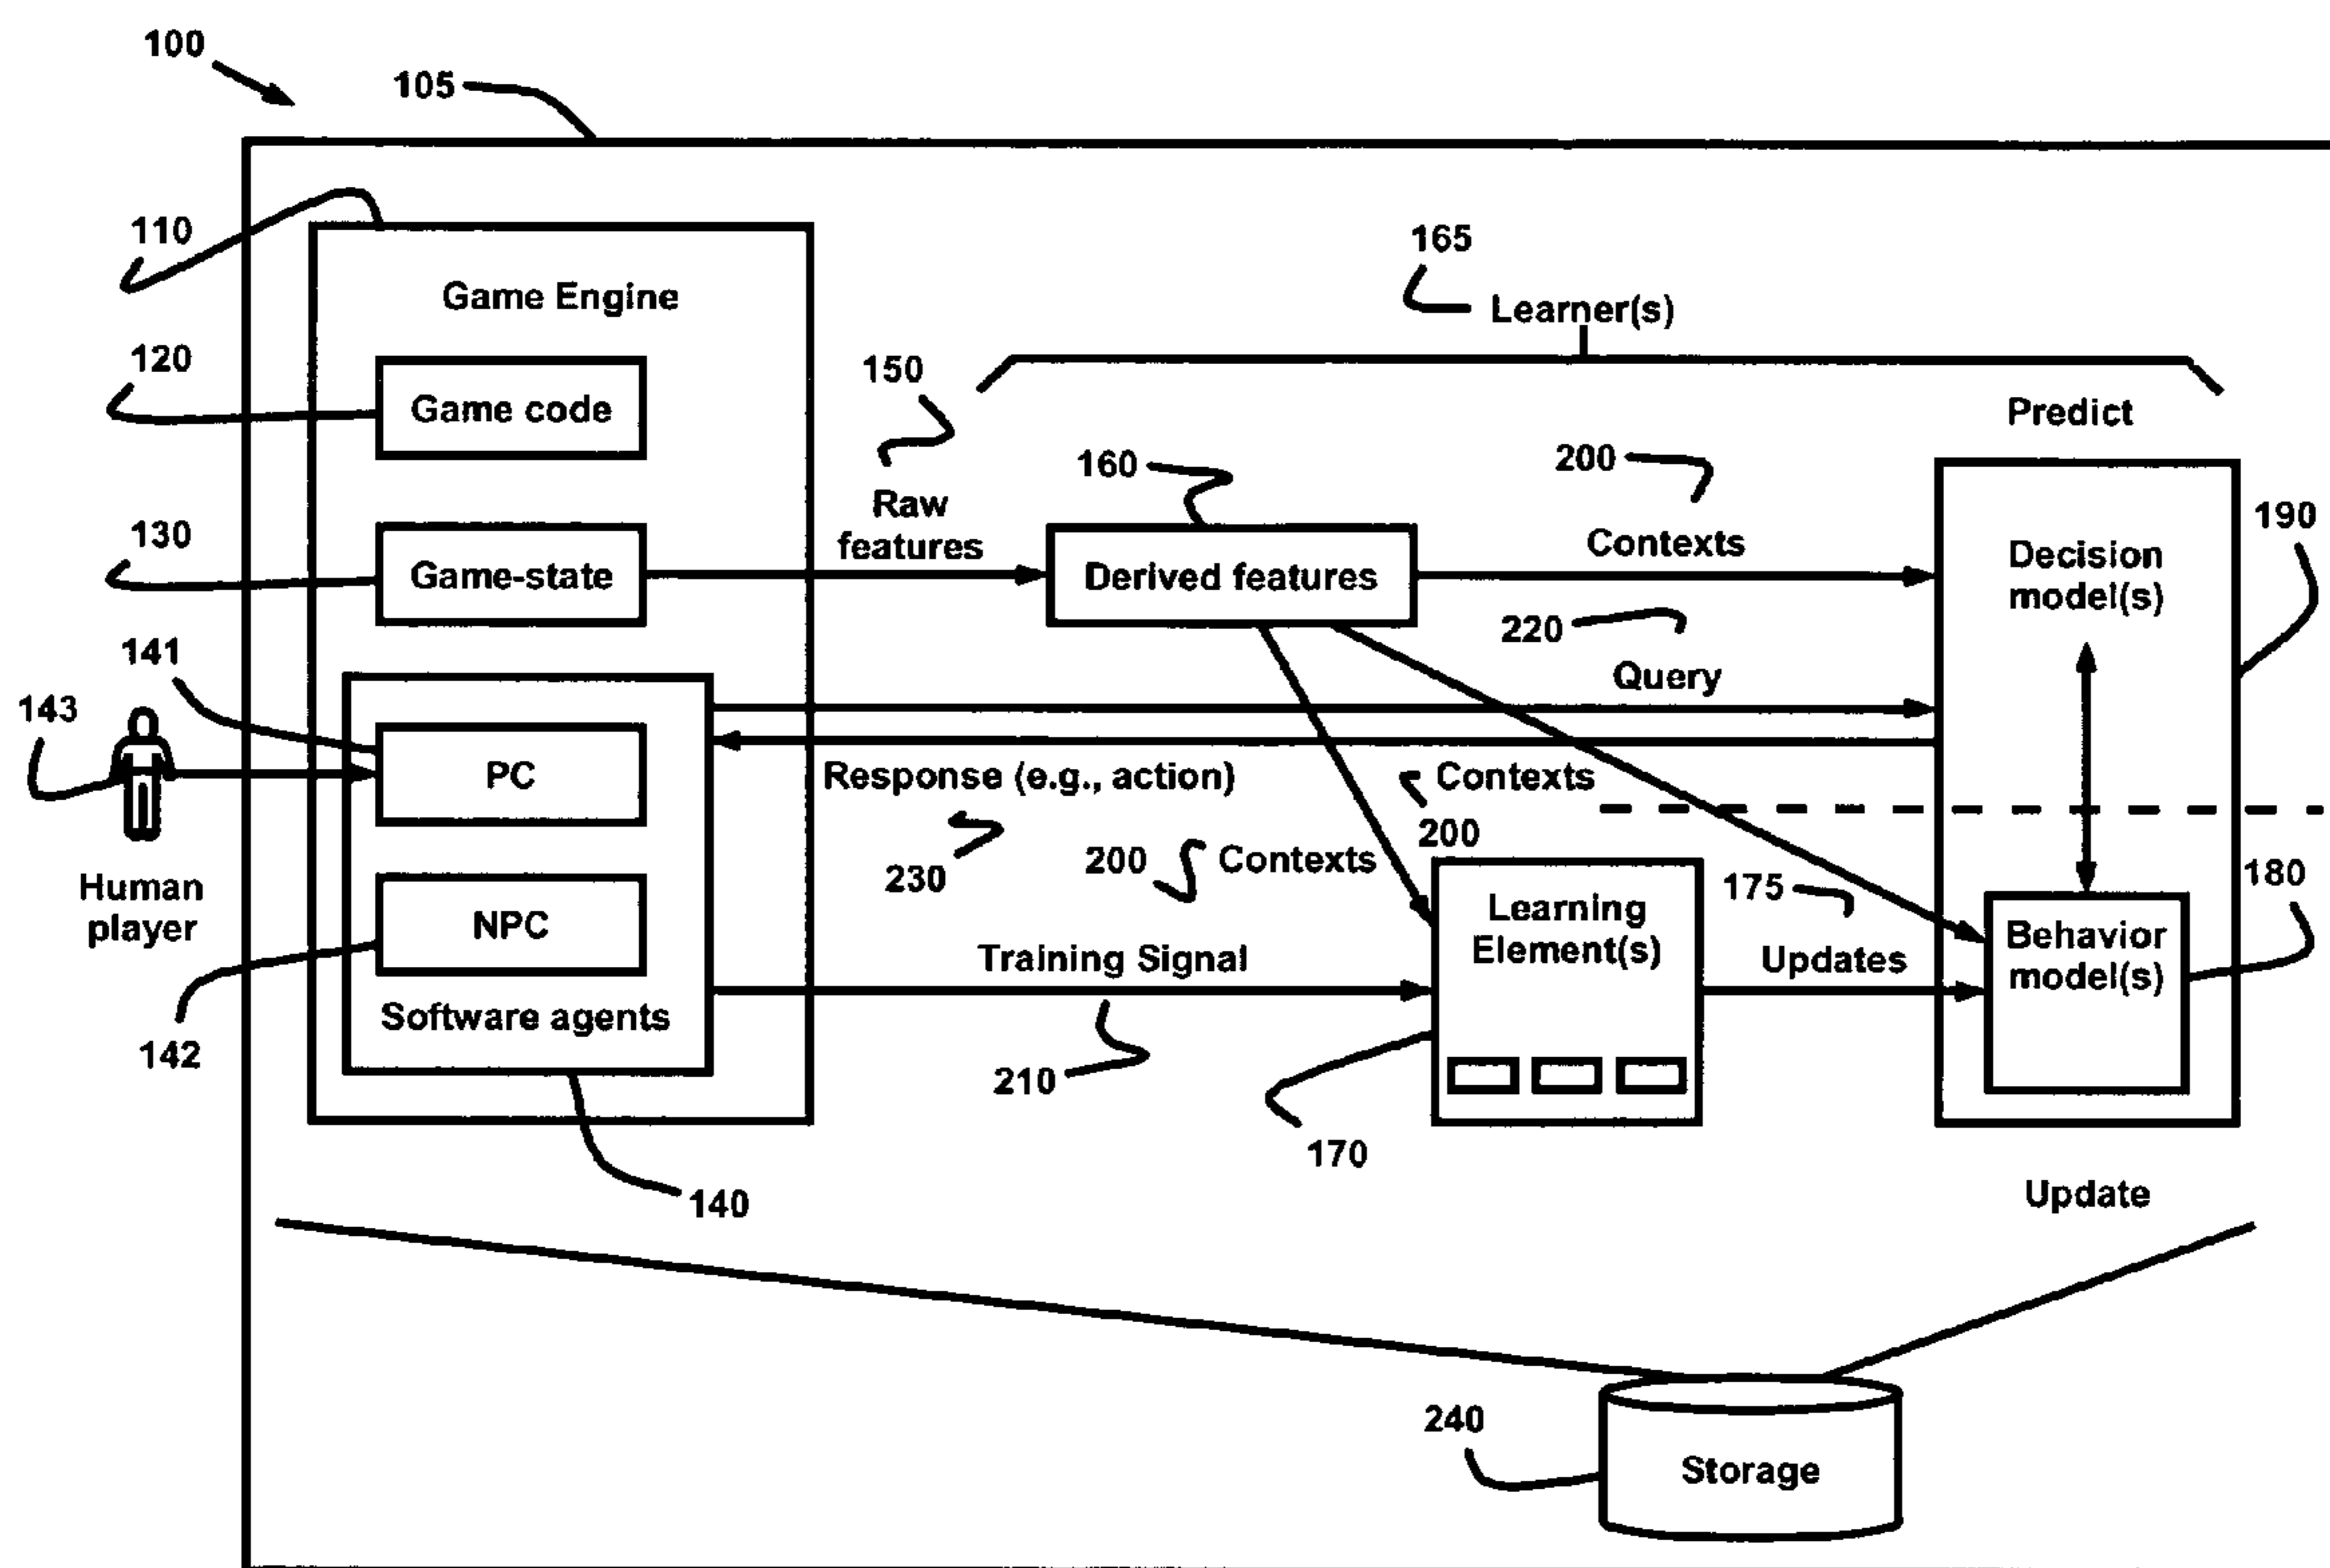 100
105
110
Game Engine
165
Learner(s)
120
Game code
150
Predict
160
200
Raw
features
130
Game-state
Derived features
Contexts
190
Decision
model(s)
220
141
Query
143
PC
Response (e.g., action)
Contexts
200
230
200
Contexts
Human
player
NPC
175
180
Learning
Element(s)
Behavior
model(s)
Training Signal
Updates
Software agents
142
210
170
140
Update
240
Storage